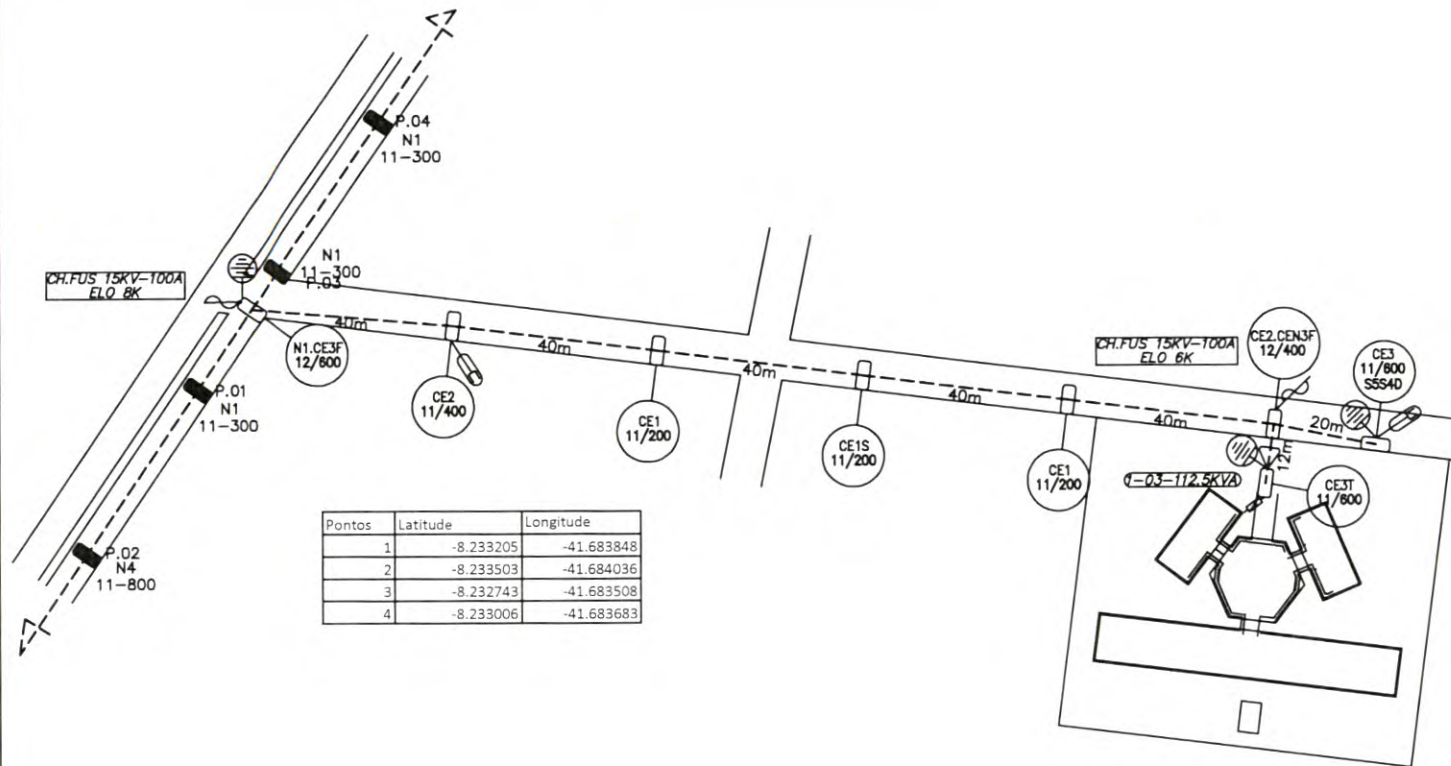 P.04
N1
11-300
N1
11-300
P.03
CH.FUS 15KV-100A
ELO 8K
N1.CE3F
12/600
P.01
N1
11-300
P.02
N4
11-800
40m
CE2
11/400
40m
CE1
11/200
40m
CE1S
11/200
40m
CE1
11/200
40m
CH.FUS 15KV-100A
ELO 6K
CE2.CEN3F
12/400
CE3
11/600
S5S4D
20m
12m
1-03-112.5KVA
CE3T
11/600
Pontos Latitude Longitude
1 -8.233205 -41.683848
2 -8.233503 -41.684036
3 -8.232743 -41.683508
4 -8.233006 -41.683683